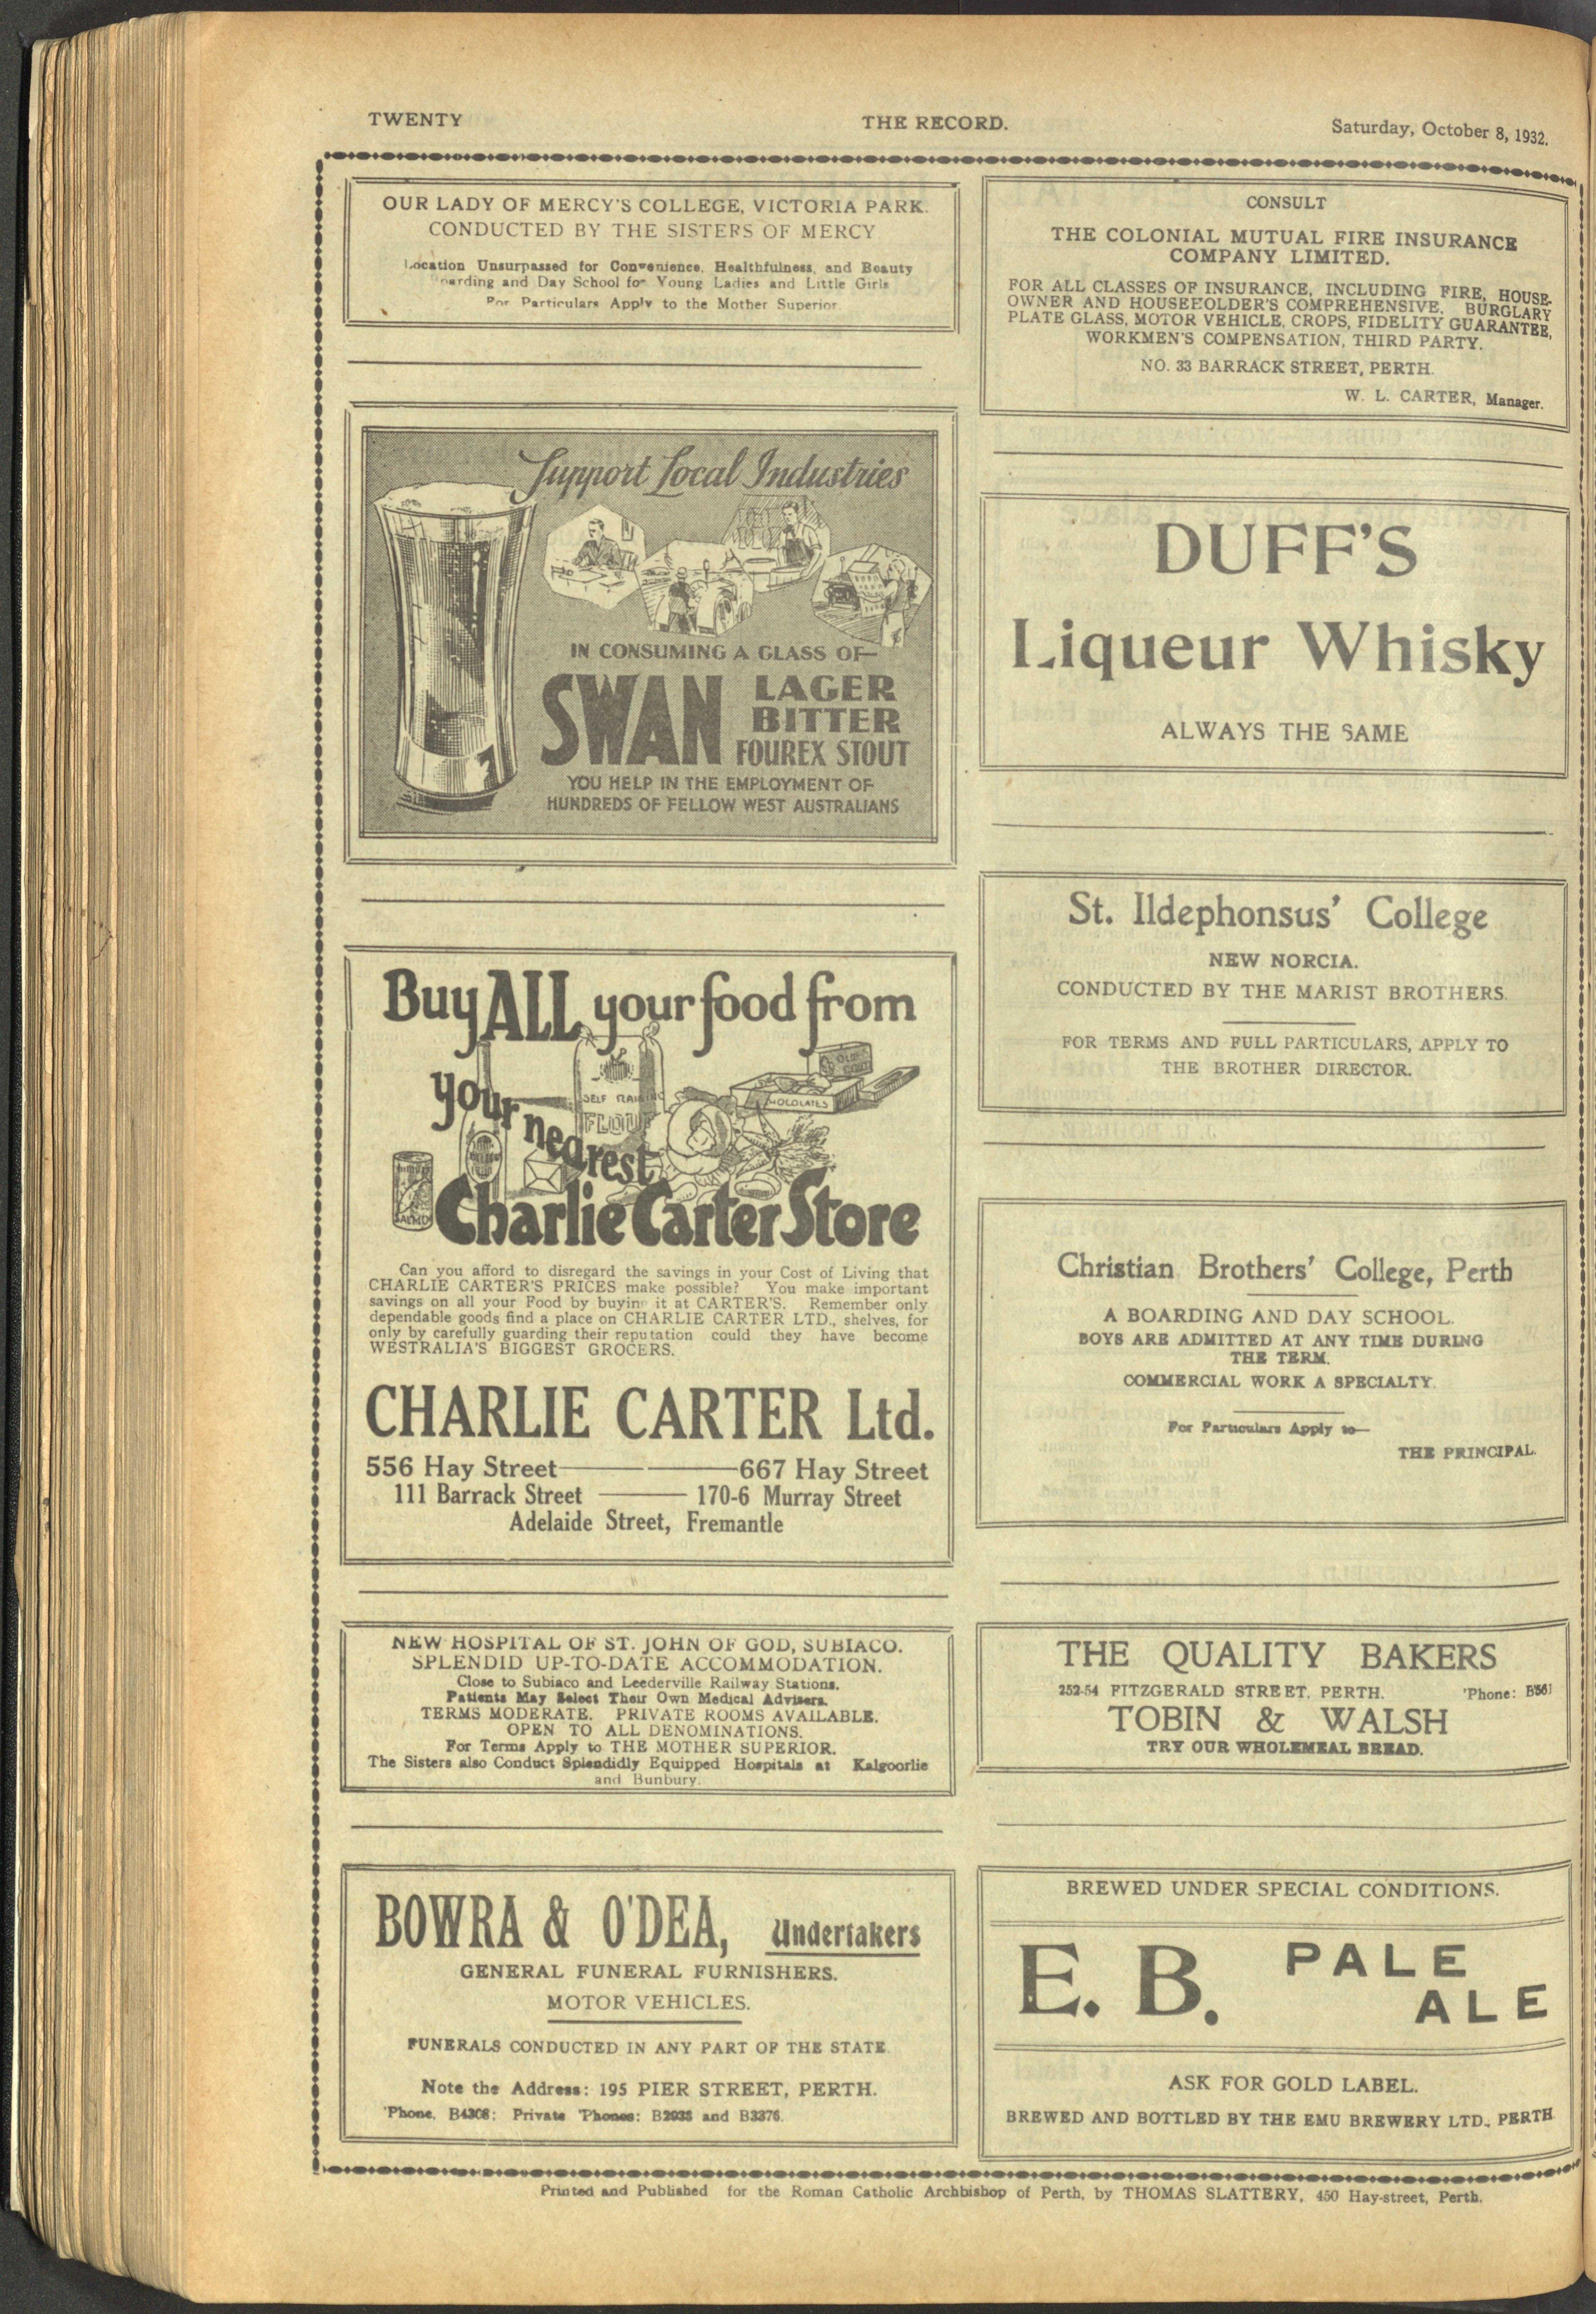 TWENTY
THE RECORD.
Saturday, October 8, 1932.
OUR LADY OF MERCY'S COLLEGE, VICTORIA PARK.
CONDUCTED BY THE SISTERS OF MERCY
Location Unsurpassed for Convenience, Healthfulness, and Beauty
Boarding and Day School for Young Ladies and Little Girls
For Particulars Apply to the Mother Superior
Support Local Industries
IN CONSUMING A GLASS OF—
SWAN LAGER
BITTER
FOUREX STOUT
YOU HELP IN THE EMPLOYMENT OF
HUNDREDS OF FELLOW WEST AUSTRALIANS
Buy ALL your food from
your nearest
SELF RAISING
FLOUR
CHOCOLATES
Charlie Carter Store
Can you afford to disregard the savings in your Cost of Living that
CHARLIE CARTER'S PRICES make possible? You make important
savings on all your Food by buying it at CARTER'S. Remember only
dependable goods find a place on CHARLIE CARTER LTD., shelves, for
only by carefully guarding their reputation could they have become
WESTRALIA'S BIGGEST GROCERS.
CHARLIE CARTER Ltd.
556 Hay Street — 667 Hay Street
111 Barrack Street — 170-6 Murray Street
Adelaide Street, Fremantle
NEW HOSPITAL OF ST. JOHN OF GOD, SUBIACO.
SPLENDID UP-TO-DATE ACCOMMODATION.
Close to Subiaco and Leederville Railway Stations.
Patients May Select Their Own Medical Advisers.
TERMS MODERATE. PRIVATE ROOMS AVAILABLE.
OPEN TO ALL DENOMINATIONS.
For Terms Apply to THE MOTHER SUPERIOR.
The Sisters also Conduct Splendidly Equipped Hospitals at Kalgoorlie
and Bunbury.
BOWRA & O'DEA, Undertakers
GENERAL FUNERAL FURNISHERS.
MOTOR VEHICLES.
FUNERALS CONDUCTED IN ANY PART OF THE STATE.
Note the Address: 195 PIER STREET, PERTH.
'Phone, B4308; Private 'Phones: B2938 and B3376.
CONSULT
THE COLONIAL MUTUAL FIRE INSURANCE
COMPANY LIMITED.
FOR ALL CLASSES OF INSURANCE, INCLUDING FIRE, HOUSE-
OWNER AND HOUSEHOLDER'S COMPREHENSIVE, BURGLARY
PLATE GLASS, MOTOR VEHICLE, CROPS, FIDELITY GUARANTEE,
WORKMEN'S COMPENSATION, THIRD PARTY.
NO. 33 BARRACK STREET, PERTH.
W. L. CARTER, Manager.
DUFF'S
Liqueur Whisky
ALWAYS THE SAME
St. Ildephonsus' College
NEW NORCIA.
CONDUCTED BY THE MARIST BROTHERS.
FOR TERMS AND FULL PARTICULARS, APPLY TO
THE BROTHER DIRECTOR.
Christian Brothers' College, Perth
A BOARDING AND DAY SCHOOL.
BOYS ARE ADMITTED AT ANY TIME DURING
THE TERM.
COMMERCIAL WORK A SPECIALTY.
For Particulars Apply to—
THE PRINCIPAL.
THE QUALITY BAKERS
252-54 FITZGERALD STREET, PERTH. 'Phone:
TOBIN & WALSH
TRY OUR WHOLEMEAL BREAD.
BREWED UNDER SPECIAL CONDITIONS.
E. B. PALE
ALE
ASK FOR GOLD LABEL.
BREWED AND BOTTLED BY THE EMU BREWERY LTD., PERTH
Printed and Published for the Roman Catholic Archbishop of Perth, by THOMAS SLATTERY, 450 Hay-street, Perth.